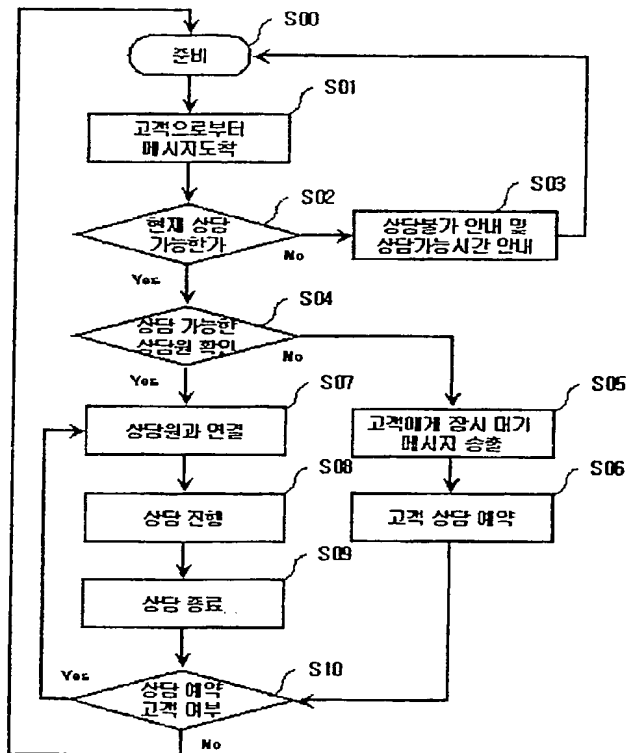 S00
준비
S01
고객으로부터
메시지도착
S02
현재 상담
가능한가
No
Yes
S03
상담불가 안내 및
상담가능시간 안내
S04
상담 가능한
상담원 확인
No
Yes
S07
상담원과 연결
S05
고객에게 잠시 대기
메시지 송출
S08
상담 진행
S06
고객 상담 예약
S09
상담 종료
S10
상담 예약
고객 여부
Yes
No